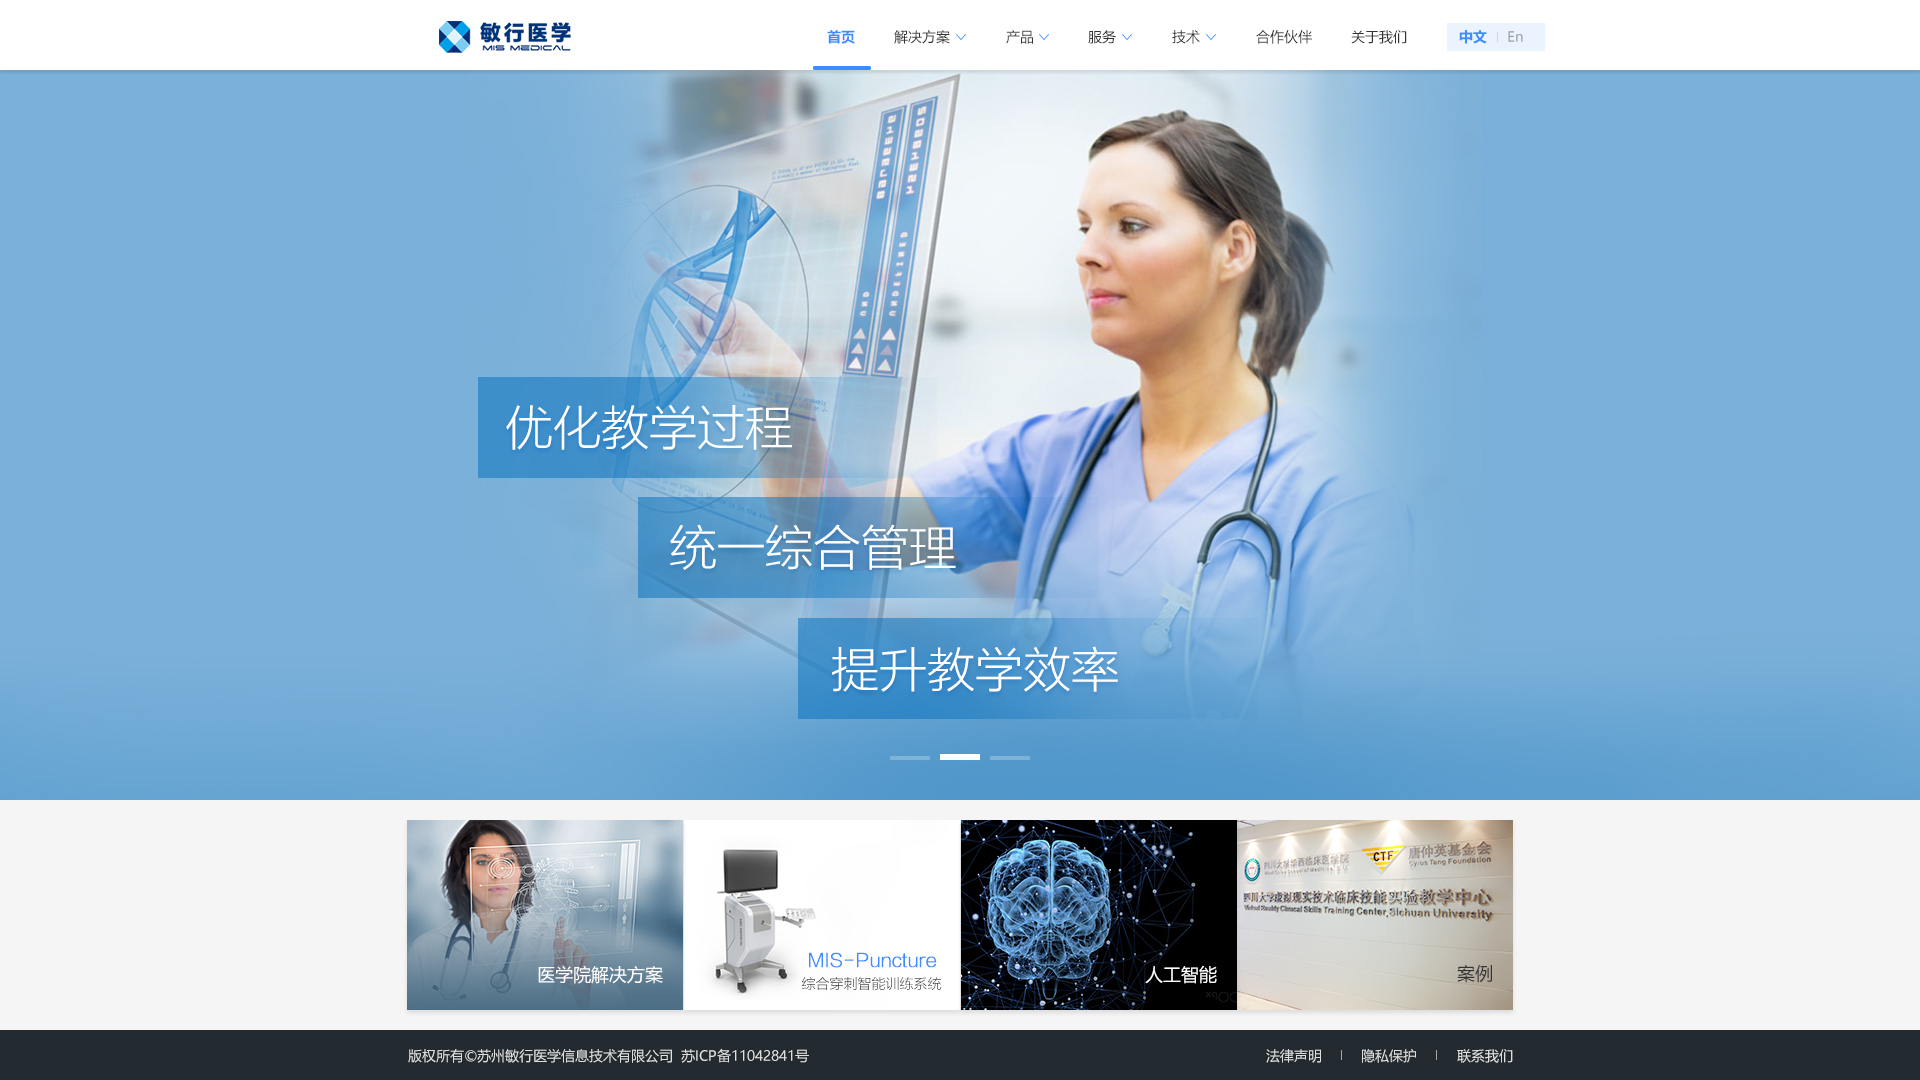 敏行医学
MIS MEDICAL
首页
解决方案
产品
服务
技术
合作伙伴
关于我们
中文
En
优化教学过程
统一综合管理
提升教学效率
医学院解决方案
MIS-Puncture
综合穿刺智能训练系统
人工智能
CTF
唐仲英基金会
Cyrus Tang Foundation
四川大学华西临床医学院
四川大学虚拟现实技术临床技能实验教学中心
Virtual Reality Clinical Skills Training Center, Sichuan University
案例
版权所有©苏州敏行医学信息技术有限公司 苏ICP备11042841号
法律声明
隐私保护
联系我们